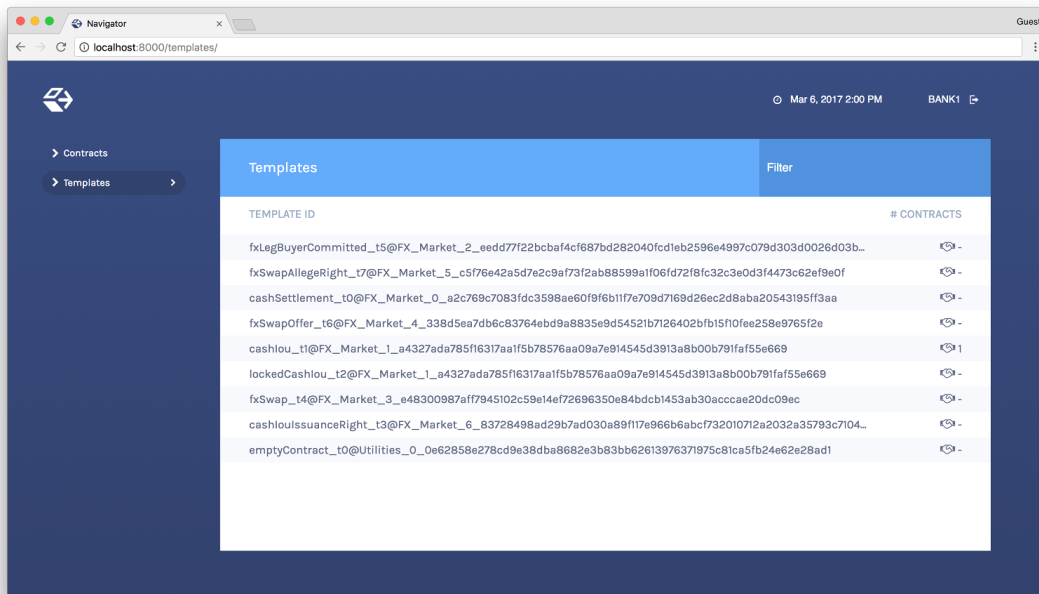 Navigator
Guest
localhost:8000/templates/
Mar 6, 2017 2:00 PM BANK1
Contracts
Templates
Templates Filter
TEMPLATE ID # CONTRACTS
fxLegBuyerCommitted_t5@FX_Market_2_eedd77f22bcbaf4cf687bd282040fcd1eb2596e4997c079d303d0026d03b... -
fxSwapAllegeRight_t7@FX_Market_5_c5f76e42a5d7e2c9af73f2ab88599a1f06fd72f8fc32c3e0d3f4473c62ef9e0f -
cashSettlement_t0@FX_Market_0_a2c769c7083fdc3598ae60f9f6b11f7e709d7169d26ec2d8aba20543195ff3aa -
fxSwapOffer_t6@FX_Market_4_338d5ea7db6c83764ebd9a8835e9d54521b7126402bfb15f10fee258e9765f2e -
cashIou_t1@FX_Market_1_a4327ada785f16317aa1f5b78576aa09a7e914545d3913a8b00b791faf55e669 1
lockedCashIou_t2@FX_Market_1_a4327ada785f16317aa1f5b78576aa09a7e914545d3913a8b00b791faf55e669 -
fxSwap_t4@FX_Market_3_e48300987aff7945102c59e14ef72696350e84bdcb1453ab30acccae20dc09ec -
cashIouIssuanceRight_t3@FX_Market_6_83728498ad29b7ad030a89f117e966b6abcf732010712a2032a35793c7104... -
emptyContract_t0@Utilities_0_0e62858e278cd9e38dba8682e3b83bb62613976371975c81ca5fb24e62e28ad1 -